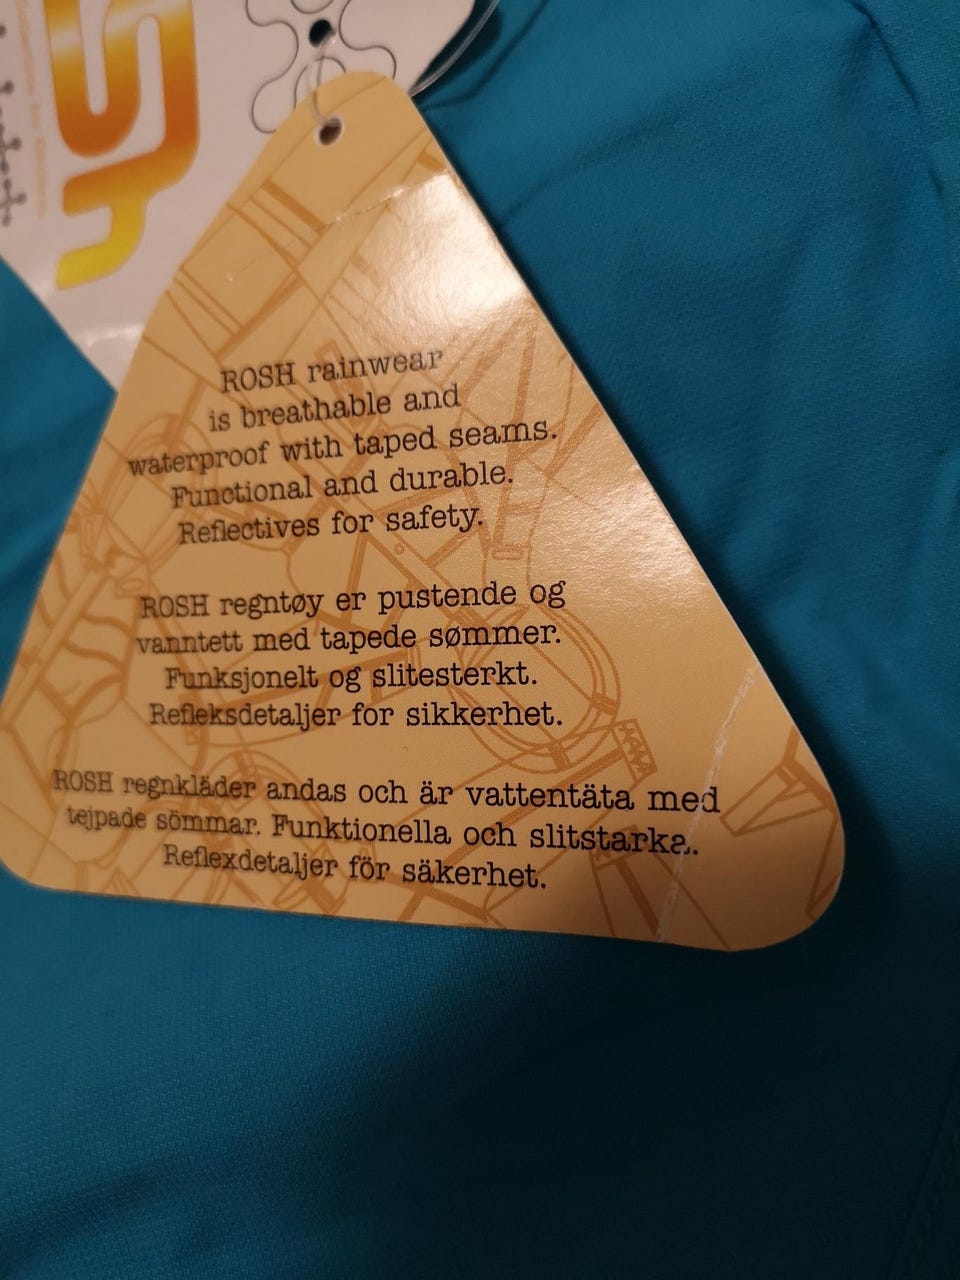 sh
ROSH rainwear
is breathable and
waterproof with taped seams.
Functional and durable.
Reflectives for safety.
ROSH regntøy er pustende og
vanntett med tapede sømmer.
Funksjonelt og slitesterkt.
Refleksdetaljer for sikkerhet.
ROSH regnkläder andas och är vattentäta med
tejpade sömmar. Funktionella och slitstarka.
Reflexdetaljer för säkerhet.